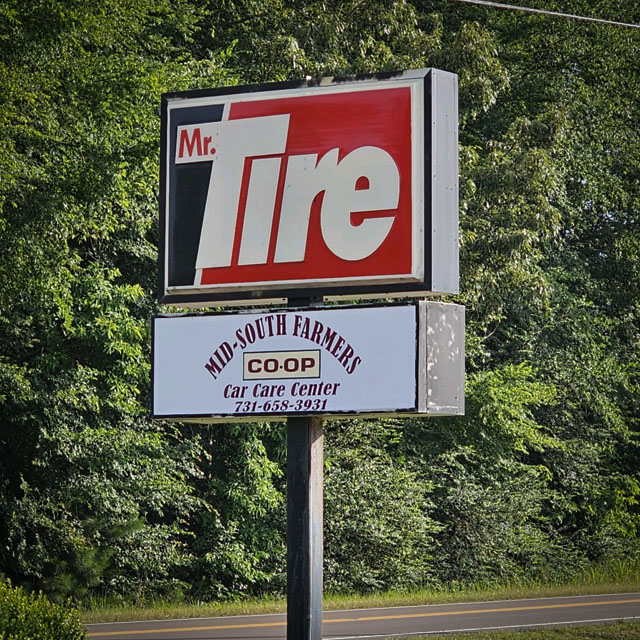 Mr.
Tire
MID-SOUTH FARMERS
CO·OP
Car Care Center
731-658-3931